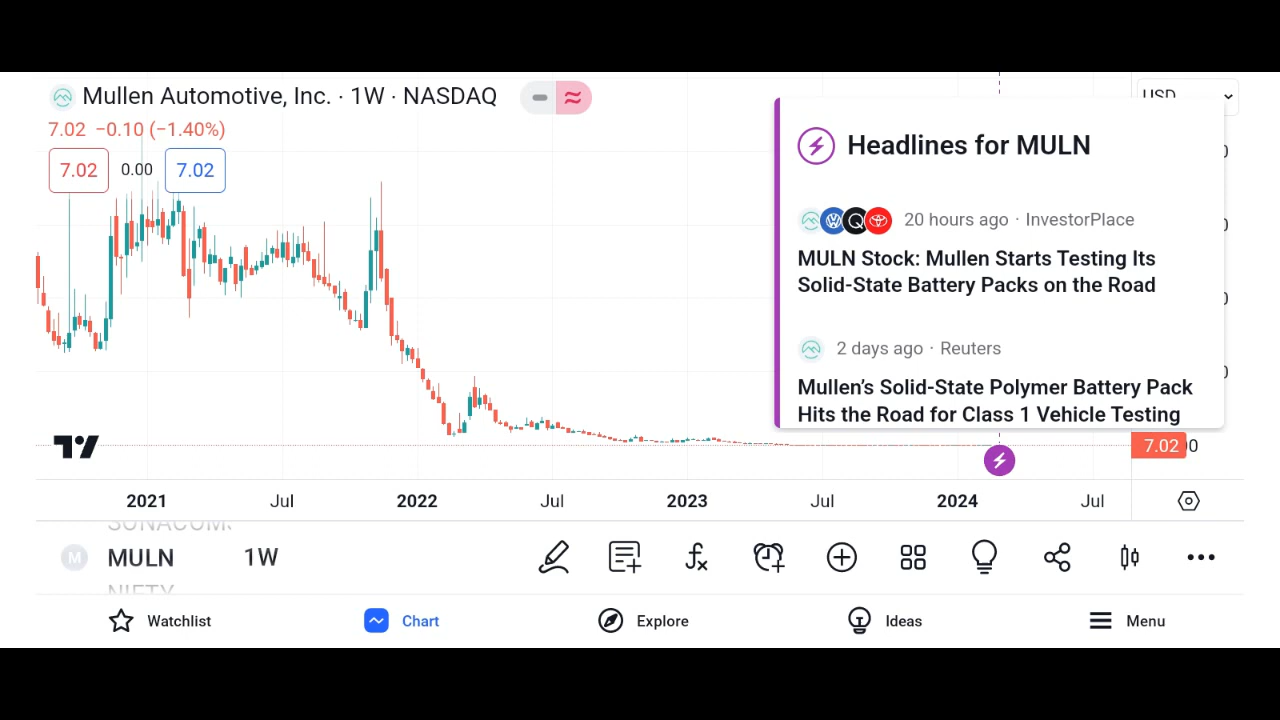 Mullen Automotive, Inc. · 1W · NASDAQ
USD
7.02 −0.10 (−1.40%)
7.02 0.00 7.02
Headlines for MULN
20 hours ago · InvestorPlace
MULN Stock: Mullen Starts Testing Its
Solid-State Battery Packs on the Road
2 days ago · Reuters
Mullen’s Solid-State Polymer Battery Pack
Hits the Road for Class 1 Vehicle Testing
7.02
2021 Jul 2022 Jul 2023 Jul 2024 Jul
M MULN 1W
NIFTY
Watchlist Chart Explore Ideas Menu